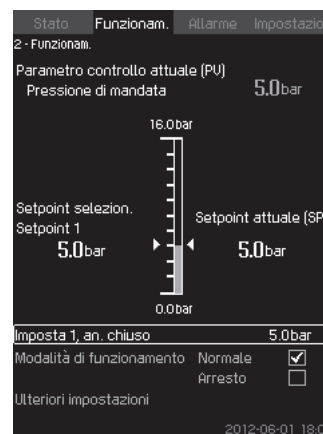 Stato Funzionam. Allarme Impostazio
2 - Funzionam.
Parametro controllo attuale (PV)
Pressione di mandata 5.0bar
16.0bar
Setpoint selezion.
Setpoint 1
5.0bar
Setpoint attuale (SP
5.0bar
0.0bar
Imposta 1, an. chiuso 5.0bar
Modalità di funzionamento Normale
Arresto
Ulteriori impostazioni
2012-06-01 18:0